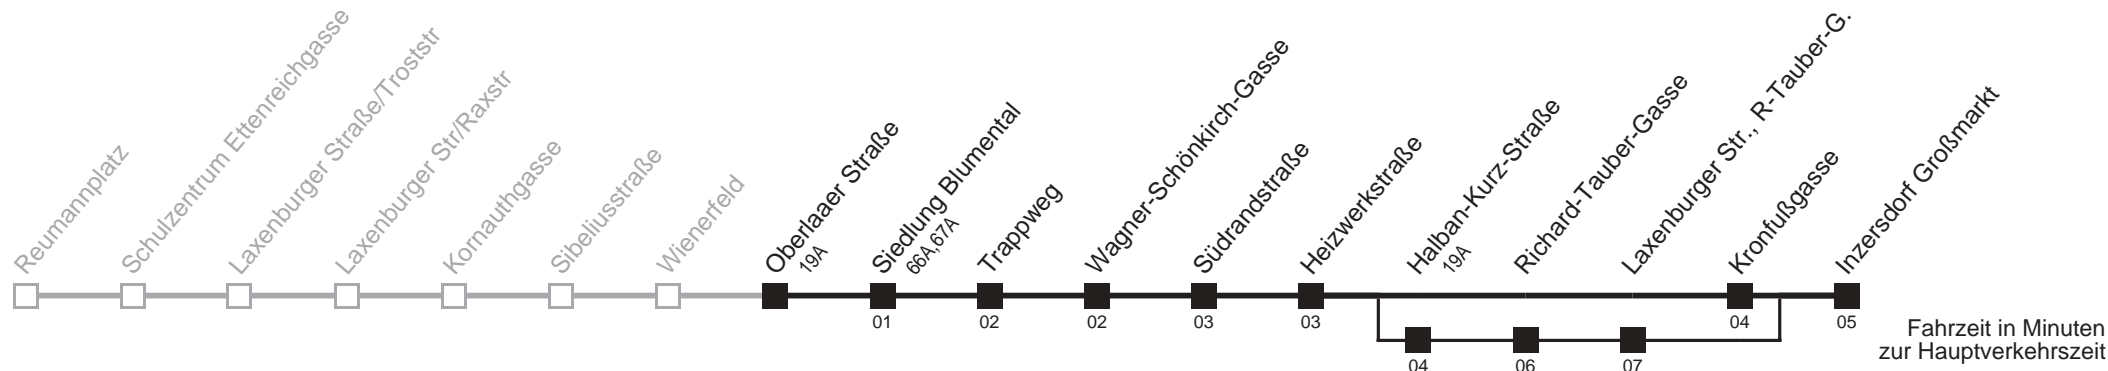 Reumannplatz
Schulzentrum Ettenreichgasse
Laxenburger Straße/Troststr
Laxenburger Str/Raxstr
Kornauthgasse
Sibeliusstraße
Wienerfeld
Oberlaaer Straße
19A
Siedlung Blumental
66A,67A
Trappweg
Wagner-Schönkirch-Gasse
Südrandstraße
Heizwerkstraße
Halban-Kurz-Straße
19A
Richard-Tauber-Gasse
Laxenburger Str., R-Tauber-G.
Kronfußgasse
Inzersdorf Großmarkt
01
02
02
03
03
04
05
04
06
07
Fahrzeit in Minuten
zur Hauptverkehrszeit